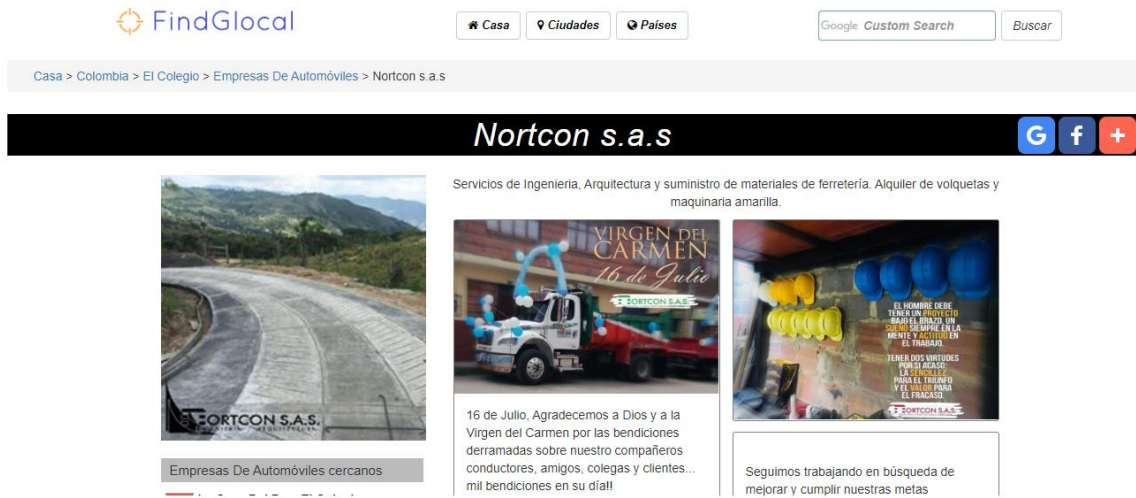 FindGlocal
Casa
Ciudades
Países
Google Custom Search
Buscar
Casa > Colombia > El Colegio > Empresas De Automóviles > Nortcon s.a.s
Nortcon s.a.s
G f +
Servicios de Ingenieria, Arquitectura y suministro de materiales de ferretería. Alquiler de volquetas y
maquinaria amarilla.
ORTCON S.A.S.
Empresas De Automóviles cercanos
VIRGEN DEL
CARMEN
16 de Julio
ORTCON S.A.S.
16 de Julio, Agradecemos a Dios y a la
Virgen del Carmen por las bendiciones
derramadas sobre nuestro compañeros
conductores, amigos, colegas y clientes...
mil bendiciones en su día!!
EL HOMBRE DEBE
TENER UN PROYECTO
BAJO EL BRAZO, UN
SUEÑO SIEMPRE EN LA
MENTE Y ACTITUD EN
EL TRABAJO.
TENER DOS VIRTUDES
POR SI ACASO:
LA SENCILLEZ
PARA EL TRIUNFO
Y EL VALOR PARA
EL FRACASO.
ORTCON S.A.S.
Seguimos trabajando en búsqueda de
mejorar y cumplir nuestras metas